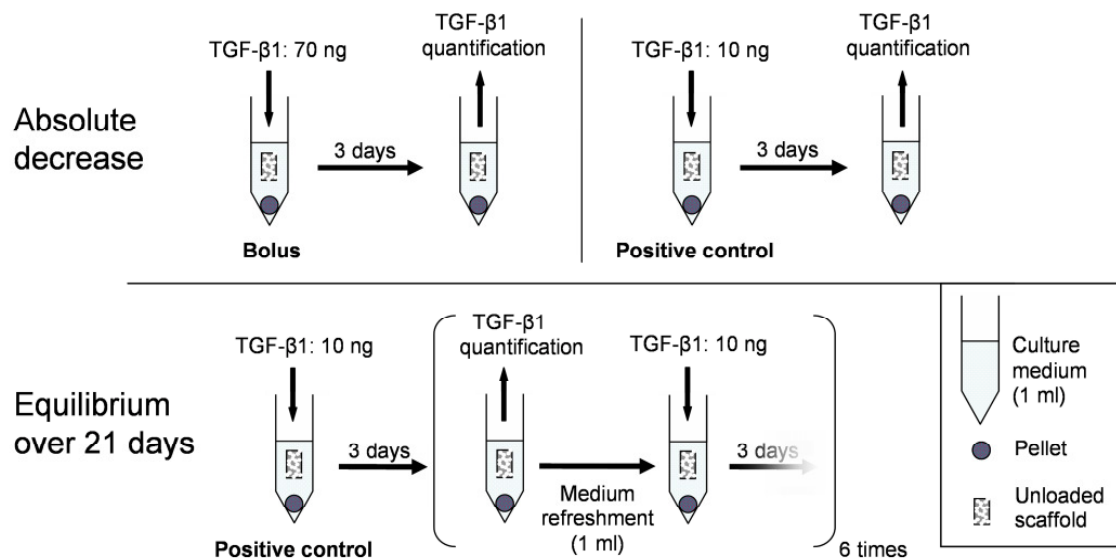 Absolute
decrease
TGF-β1: 70 ng
3 days
TGF-β1
quantification
Bolus
TGF-β1: 10 ng
3 days
TGF-β1
quantification
Positive control
Equilibrium
over 21 days
TGF-β1: 10 ng
3 days
Positive control
TGF-β1
quantification
Medium
refreshment
(1 ml)
TGF-β1: 10 ng
3 days
6 times
Culture
medium
(1 ml)
Pellet
Unloaded
scaffold